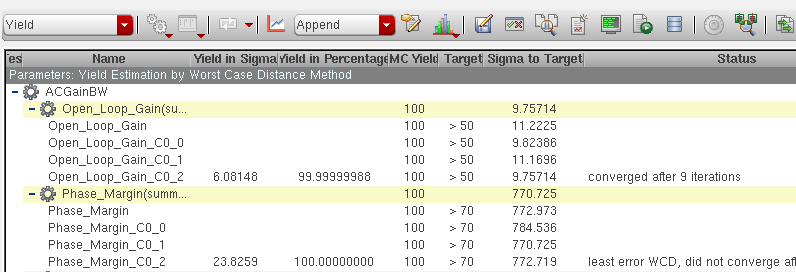 Yield Append
es Name Yield in Sigma Yield in Percentage MC Yield Target Sigma to Target Status
Parameters: Yield Estimation by Worst Case Distance Method
ACGainBW
Open_Loop_Gain(su... 100 9.75714
Open_Loop_Gain 100 > 50 11.2225
Open_Loop_Gain_C0_0 100 > 50 9.82386
Open_Loop_Gain_C0_1 100 > 50 11.1696
Open_Loop_Gain_C0_2 6.08148 99.99999988 100 > 50 9.75714 converged after 9 iterations
Phase_Margin(summ... 100 770.725
Phase_Margin 100 > 70 772.973
Phase_Margin_C0_0 100 > 70 784.536
Phase_Margin_C0_1 100 > 70 770.725
Phase_Margin_C0_2 23.8259 100.00000000 100 > 70 772.719 least error WCD, did not converge af